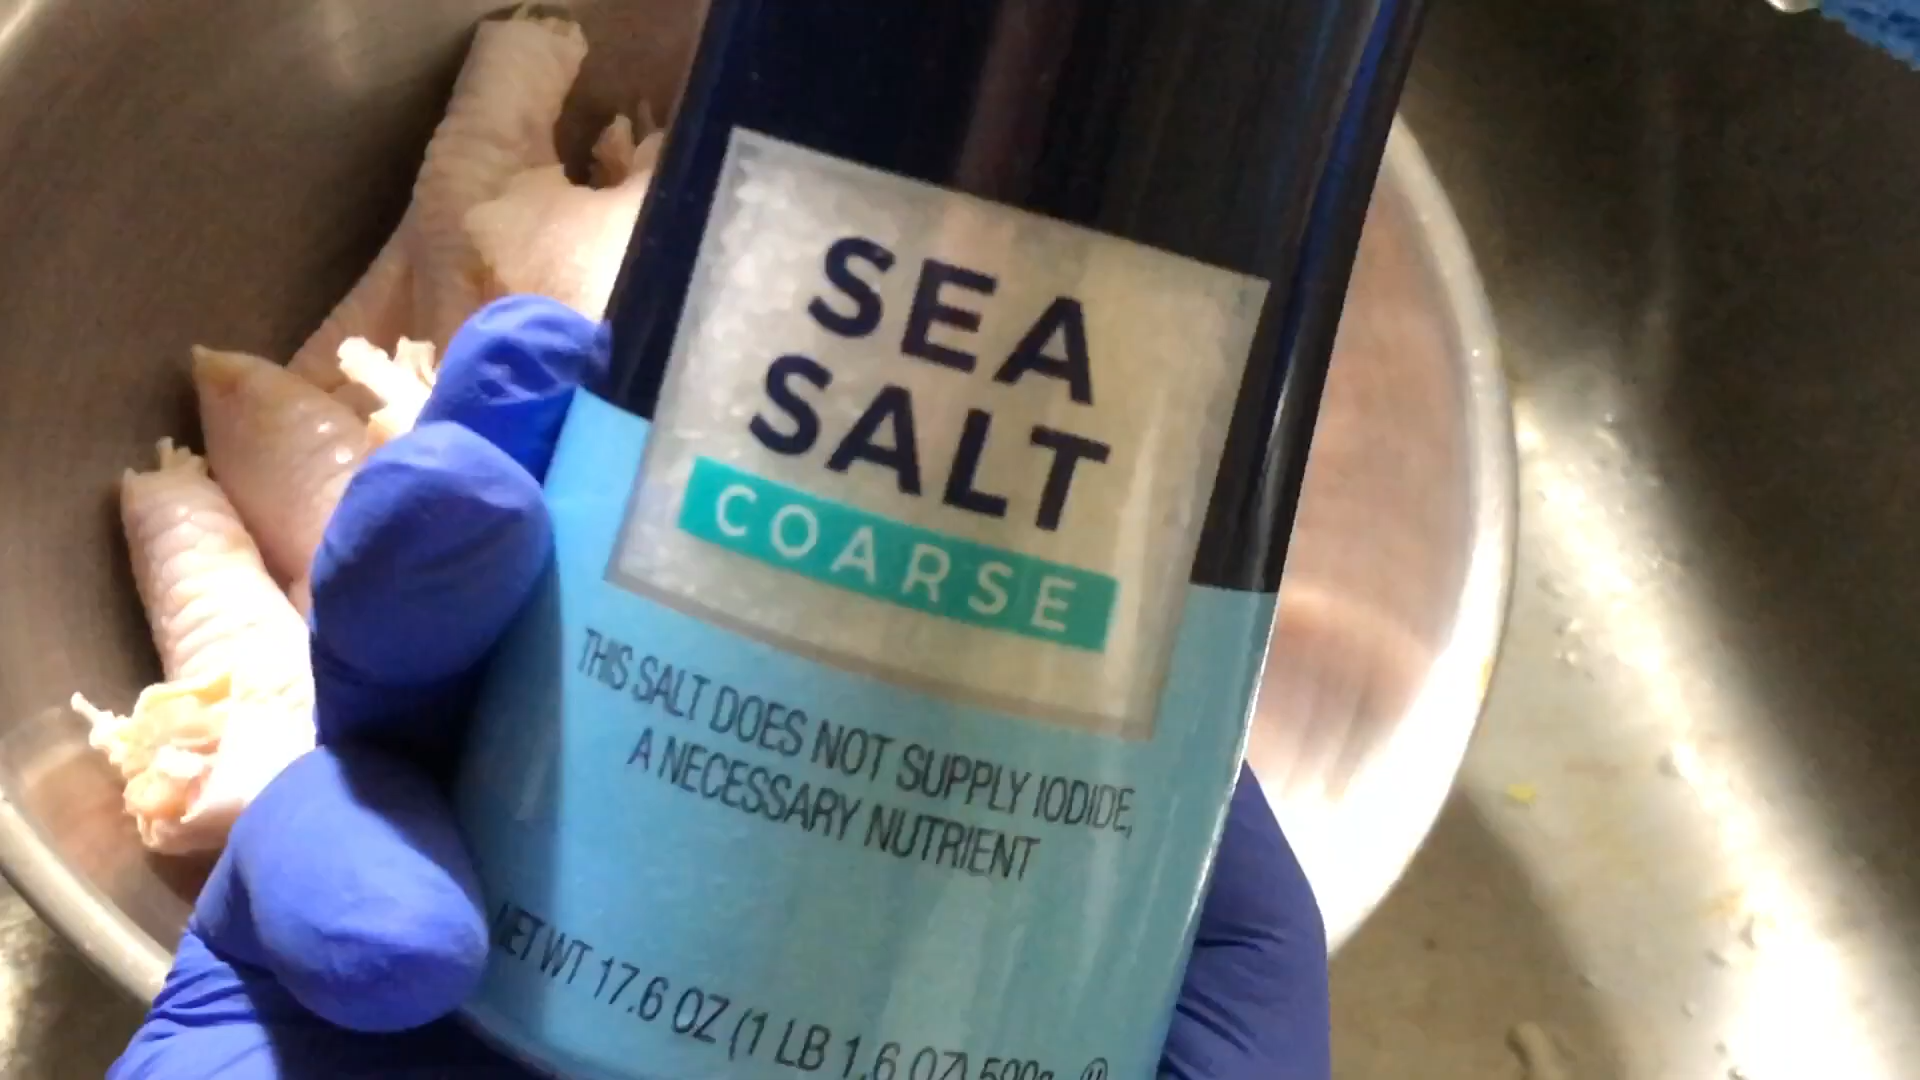 SEA
SALT
COARSE
THIS SALT DOES NOT SUPPLY IODIDE,
A NECESSARY NUTRIENT
NET WT 17.6 OZ (1 LB 1.6 OZ) 500g U